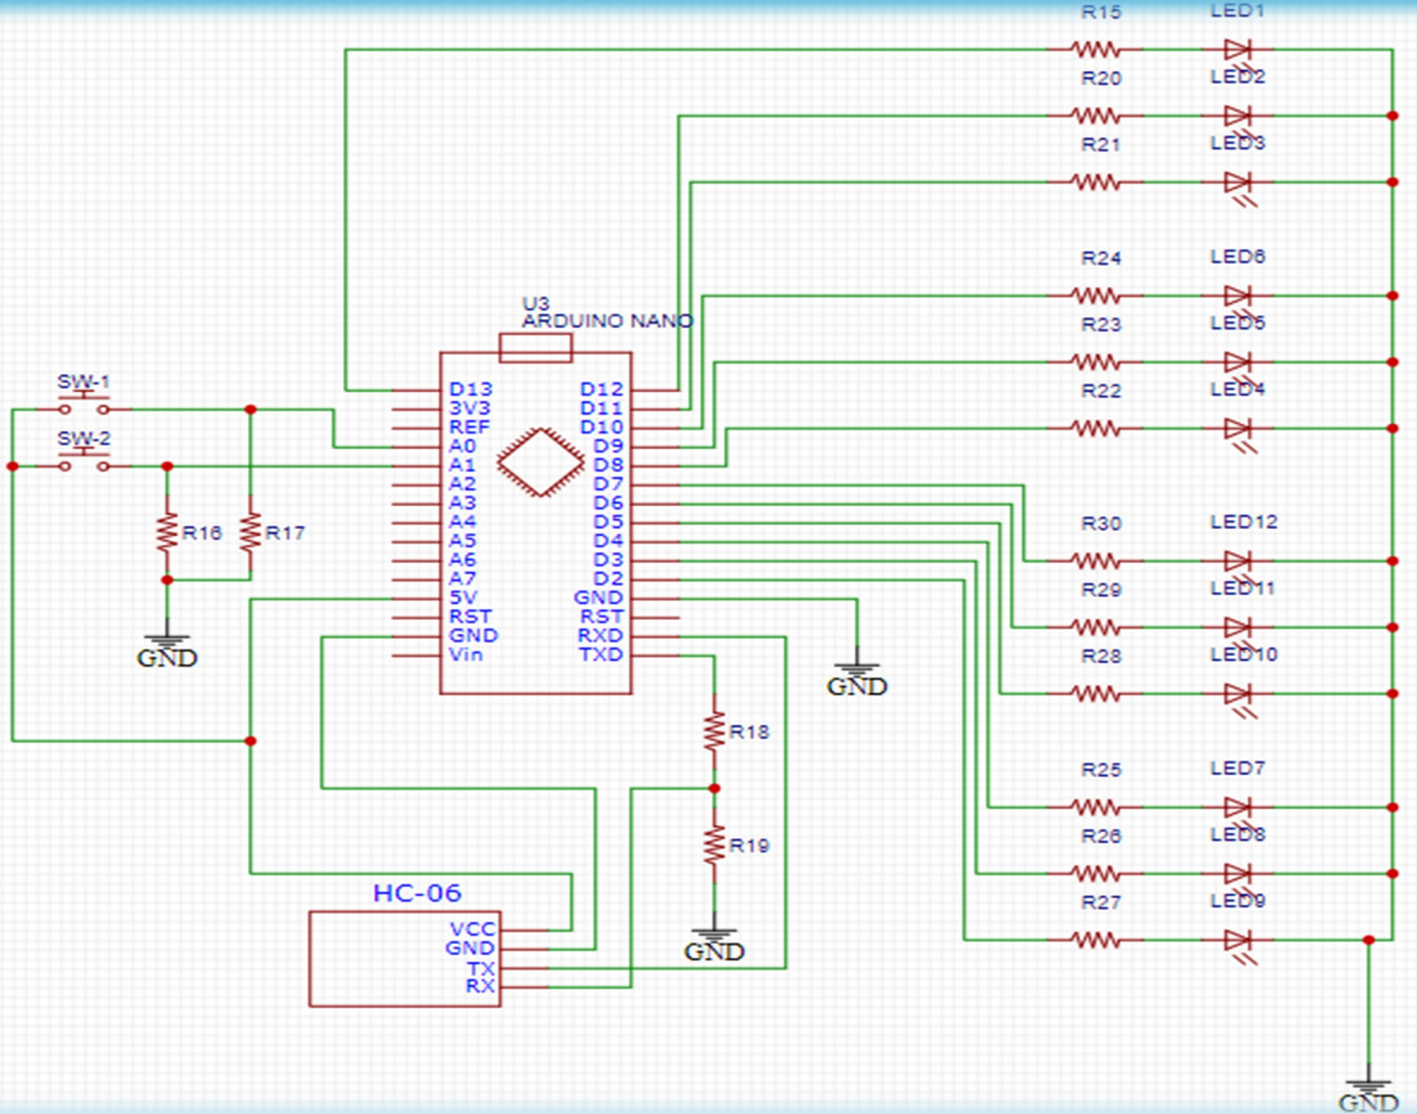 R15 LED1
R20 LED2
R21 LED3
R24 LED6
R23 LED5
R22 LED4
R30 LED12
R29 LED11
R28 LED10
R25 LED7
R26 LED8
R27 LED9
GND
U3
ARDUINO NANO
D13 D12
3V3 D11
REF D10
A0 D9
A1 D8
A2 D7
A3 D6
A4 D5
A5 D4
A6 D3
A7 D2
5V GND
RST RST
GND RXD
Vin TXD
SW-1
SW-2
R16 R17
GND
GND
R18
R19
GND
HC-06
VCC
GND
TX
RX